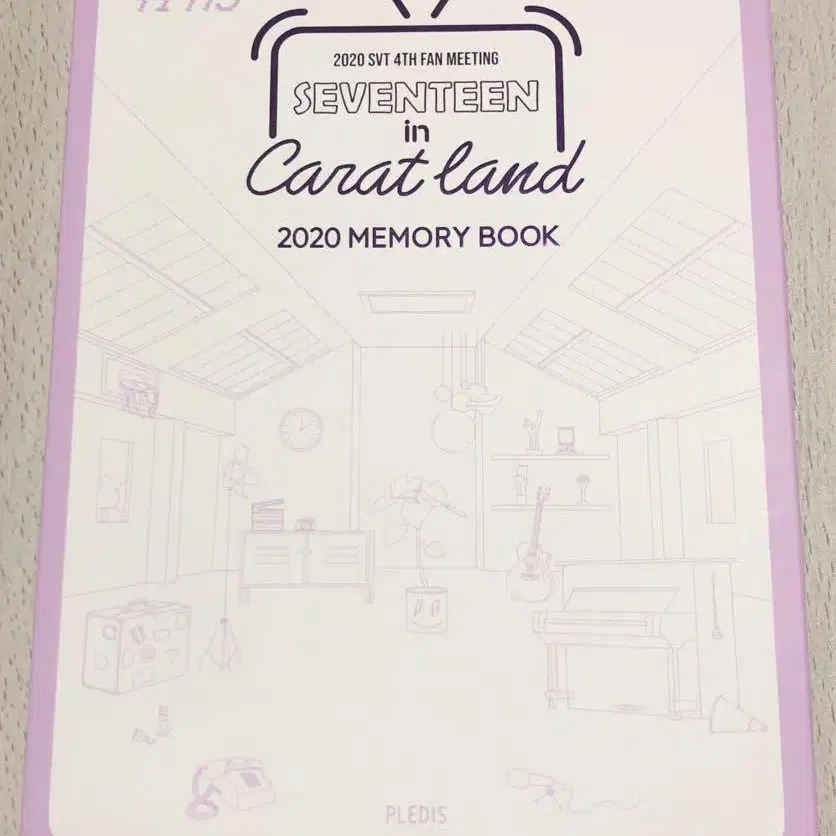 2020 SVT 4TH FAN MEETING
SEVENTEEN
in
Carat land
2020 MEMORY BOOK
PLEDIS